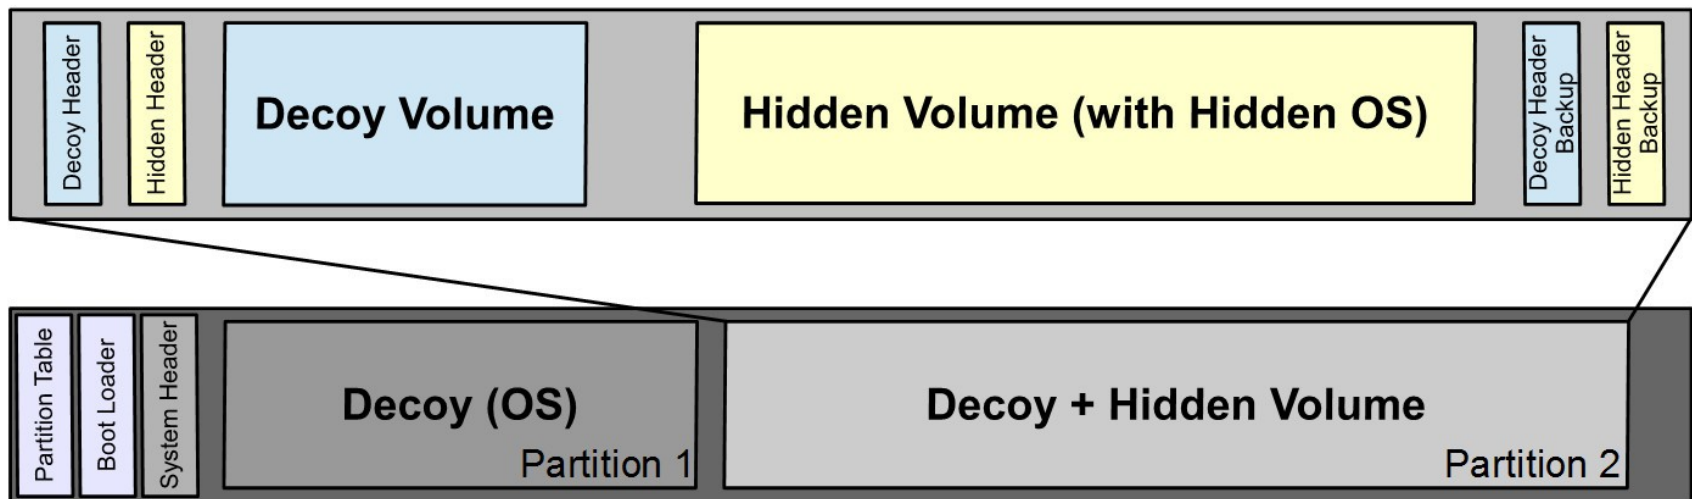 Decoy Header
Hidden Header
Decoy Volume
Hidden Volume (with Hidden OS)
Decoy Header
Backup
Hidden Header
Backup
Partition Table
Boot Loader
System Header
Decoy (OS)
Partition 1
Decoy + Hidden Volume
Partition 2